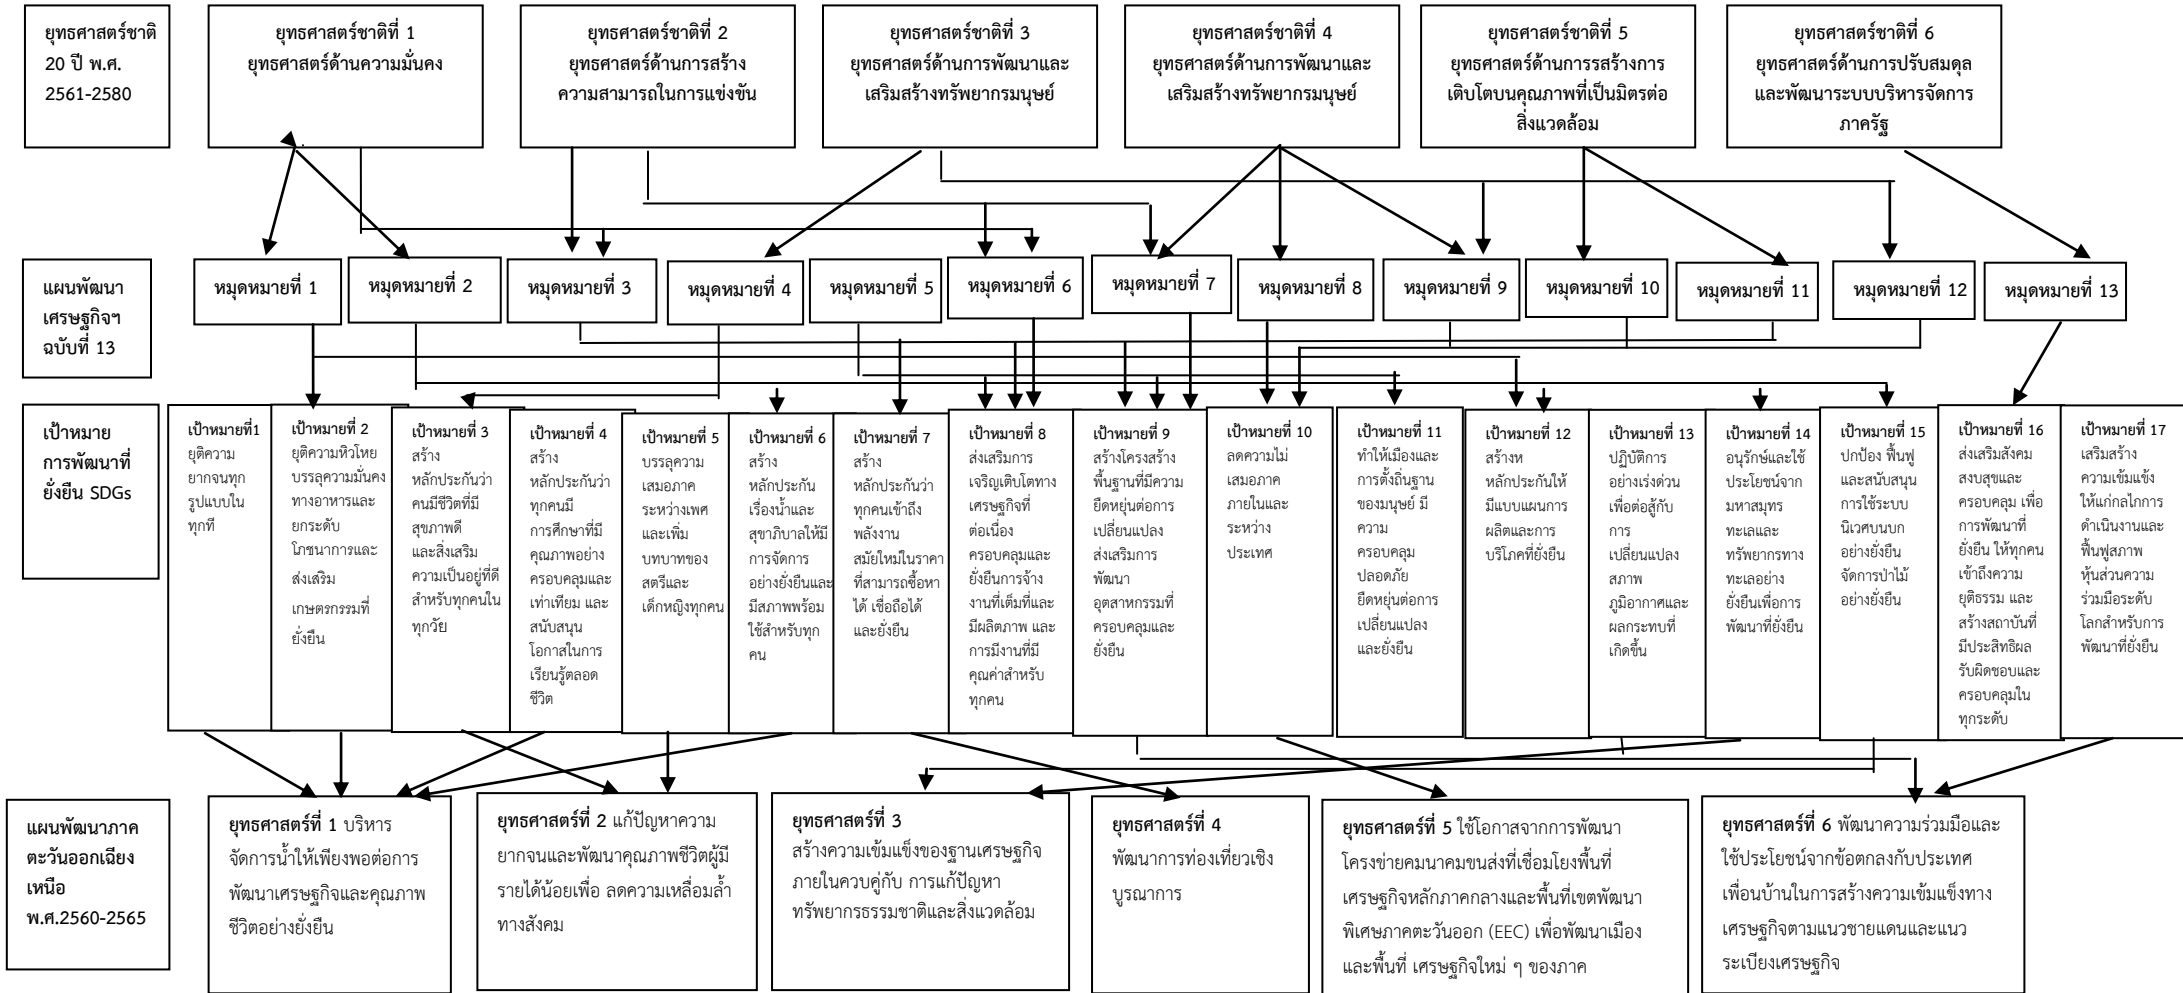 ยุทธศาสตร์ชาติ
20 ปี พ.ศ.
2561-2580
ยุทธศาสตร์ชาติที่ 1
ยุทธศาสตร์ด้านความมั่นคง
ยุทธศาสตร์ชาติที่ 2
ยุทธศาสตร์ด้านการสร้าง
ความสามารถในการแข่งขัน
ยุทธศาสตร์ชาติที่ 3
ยุทธศาสตร์ด้านการพัฒนาและ
เสริมสร้างทรัพยากรมนุษย์
ยุทธศาสตร์ชาติที่ 4
ยุทธศาสตร์ด้านการพัฒนาและ
เสริมสร้างทรัพยากรมนุษย์
ยุทธศาสตร์ชาติที่ 5
ยุทธศาสตร์ด้านการรสร้างการ
เติบโตบนคุณภาพที่เป็นมิตรต่อ
สิ่งแวดล้อม
ยุทธศาสตร์ชาติที่ 6
ยุทธศาสตร์ด้านการปรับสมดุล
และพัฒนาระบบบริหารจัดการ
ภาครัฐ
แผนพัฒนา
เศรษฐกิจฯ
ฉบับที่ 13
หมุดหมายที่ 1
หมุดหมายที่ 2
หมุดหมายที่ 3
หมุดหมายที่ 4
หมุดหมายที่ 5
หมุดหมายที่ 6
หมุดหมายที่ 7
หมุดหมายที่ 8
หมุดหมายที่ 9
หมุดหมายที่ 10
หมุดหมายที่ 11
หมุดหมายที่ 12
หมุดหมายที่ 13
เป้าหมาย
การพัฒนาที่
ยั่งยืน SDGs
เป้าหมายที่1
ยุติความ
ยากจนทุก
รูปแบบใน
ทุกที่
เป้าหมายที่ 2
ยุติความหิวโหย
บรรลุความมั่นคง
ทางอาหารและ
ยกระดับ
โภชนาการและ
ส่งเสริม
เกษตรกรรมที่
ยั่งยืน
เป้าหมายที่ 3
สร้าง
หลักประกันว่า
คนมีชีวิตที่มี
สุขภาพดี
และส่งเสริม
ความเป็นอยู่ที่ดี
สำหรับทุกคนใน
ทุกวัย
เป้าหมายที่ 4
สร้าง
หลักประกันว่า
ทุกคนมี
การศึกษาที่มี
คุณภาพอย่าง
ครอบคลุมและ
เท่าเทียม และ
สนับสนุน
โอกาสในการ
เรียนรู้ตลอด
ชีวิต
เป้าหมายที่ 5
บรรลุความ
เสมอภาค
ระหว่างเพศ
และเพิ่ม
บทบาทของ
สตรีและ
เด็กหญิงทุกคน
เป้าหมายที่ 6
สร้าง
หลักประกัน
เรื่องน้ำและ
สุขาภิบาลให้มี
การจัดการ
อย่างยั่งยืนและ
มีสภาพพร้อม
ใช้สำหรับทุก
คน
เป้าหมายที่ 7
สร้าง
หลักประกันว่า
ทุกคนเข้าถึง
พลังงาน
สมัยใหม่ในราคา
ที่สามารถซื้อหา
ได้ เชื่อถือได้
และยั่งยืน
เป้าหมายที่ 8
ส่งเสริมการ
เจริญเติบโตทาง
เศรษฐกิจที่
ต่อเนื่อง
ครอบคลุมและ
ยั่งยืนการจ้าง
งานที่เต็มที่และ
มีผลิตภาพ และ
การมีงานที่มี
คุณค่าสำหรับ
ทุกคน
เป้าหมายที่ 9
สร้างโครงสร้าง
พื้นฐานที่มีความ
ยืดหยุ่นต่อการ
เปลี่ยนแปลง
ส่งเสริมการ
พัฒนา
อุตสาหกรรมที่
ครอบคลุมและ
ยั่งยืน
เป้าหมายที่ 10
ลดความไม่
เสมอภาค
ภายในและ
ระหว่าง
ประเทศ
เป้าหมายที่ 11
ทำให้เมืองและ
การตั้งถิ่นฐาน
ของมนุษย์ มี
ความ
ครอบคลุม
ปลอดภัย
ยืดหยุ่นต่อการ
เปลี่ยนแปลง
และยั่งยืน
เป้าหมายที่ 12
สร้างห
หลักประกันให้
มีแบบแผนการ
ผลิตและการ
บริโภคที่ยั่งยืน
เป้าหมายที่ 13
ปฏิบัติการ
อย่างเร่งด่วน
เพื่อต่อสู้กับ
การ
เปลี่ยนแปลง
สภาพ
ภูมิอากาศและ
ผลกระทบที่
เกิดขึ้น
เป้าหมายที่ 14
อนุรักษ์และใช้
ประโยชน์จาก
มหาสมุทร
ทะเลและ
ทรัพยากรทาง
ทะเลอย่าง
ยั่งยืนเพื่อการ
พัฒนาที่ยั่งยืน
เป้าหมายที่ 15
ปกป้อง ฟื้นฟู
และสนับสนุน
การใช้ระบบ
นิเวศบนบก
อย่างยั่งยืน
จัดการป่าไม้
อย่างยั่งยืน
เป้าหมายที่ 16
ส่งเสริมสังคม
สงบสุขและ
ครอบคลุม เพื่อ
การพัฒนาที่
ยั่งยืน ให้ทุกคน
เข้าถึงความ
ยุติธรรม และ
สร้างสถาบันที่
มีประสิทธิผล
รับผิดชอบและ
ครอบคลุมใน
ทุกระดับ
เป้าหมายที่ 17
เสริมสร้าง
ความเข้มแข็ง
ให้แก่กลไกการ
ดำเนินงานและ
ฟื้นฟูสภาพ
หุ้นส่วนความ
ร่วมมือระดับ
โลกสำหรับการ
พัฒนาที่ยั่งยืน
แผนพัฒนาภาค
ตะวันออกเฉียง
เหนือ
พ.ศ.2560-2565
ยุทธศาสตร์ที่ 1 บริหาร
จัดการน้ำให้เพียงพอต่อการ
พัฒนาเศรษฐกิจและคุณภาพ
ชีวิตอย่างยั่งยืน
ยุทธศาสตร์ที่ 2 แก้ปัญหาความ
ยากจนและพัฒนาคุณภาพชีวิตผู้มี
รายได้น้อยเพื่อ ลดความเหลื่อมล้ำ
ทางสังคม
ยุทธศาสตร์ที่ 3
สร้างความเข้มแข็งของฐานเศรษฐกิจ
ภายในควบคู่กับ การแก้ปัญหา
ทรัพยากรธรรมชาติและสิ่งแวดล้อม
ยุทธศาสตร์ที่ 4
พัฒนาการท่องเที่ยวเชิง
บูรณาการ
ยุทธศาสตร์ที่ 5 ใช้โอกาสจากการพัฒนา
โครงข่ายคมนาคมขนส่งที่เชื่อมโยงพื้นที่
เศรษฐกิจหลักภาคกลางและพื้นที่เขตพัฒนา
พิเศษภาคตะวันออก (EEC) เพื่อพัฒนาเมือง
และพื้นที่ เศรษฐกิจใหม่ ๆ ของภาค
ยุทธศาสตร์ที่ 6 พัฒนาความร่วมมือและ
ใช้ประโยชน์จากข้อตกลงกับประเทศ
เพื่อนบ้านในการสร้างความเข้มแข็งทาง
เศรษฐกิจตามแนวชายแดนและแนว
ระเบียงเศรษฐกิจ